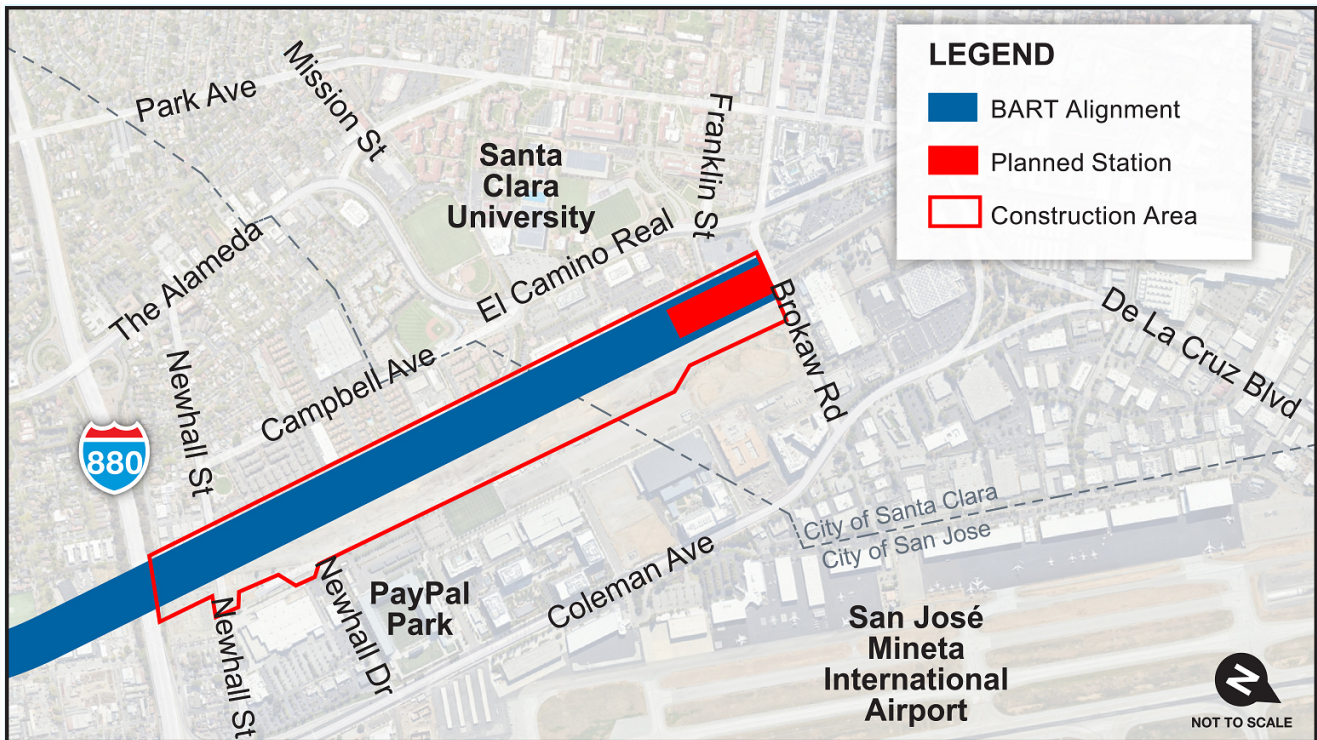 LEGEND
BART Alignment
Planned Station
Construction Area
Park Ave
Mission St
Franklin St
Santa
Clara
University
The Alameda
El Camino Real
Brokaw Rd
De La Cruz Blvd
Newhall St
Campbell Ave
880
City of Santa Clara
City of San Jose
Newhall St
Newhall Dr
PayPal
Park
Coleman Ave
San José
Mineta
International
Airport
N
NOT TO SCALE